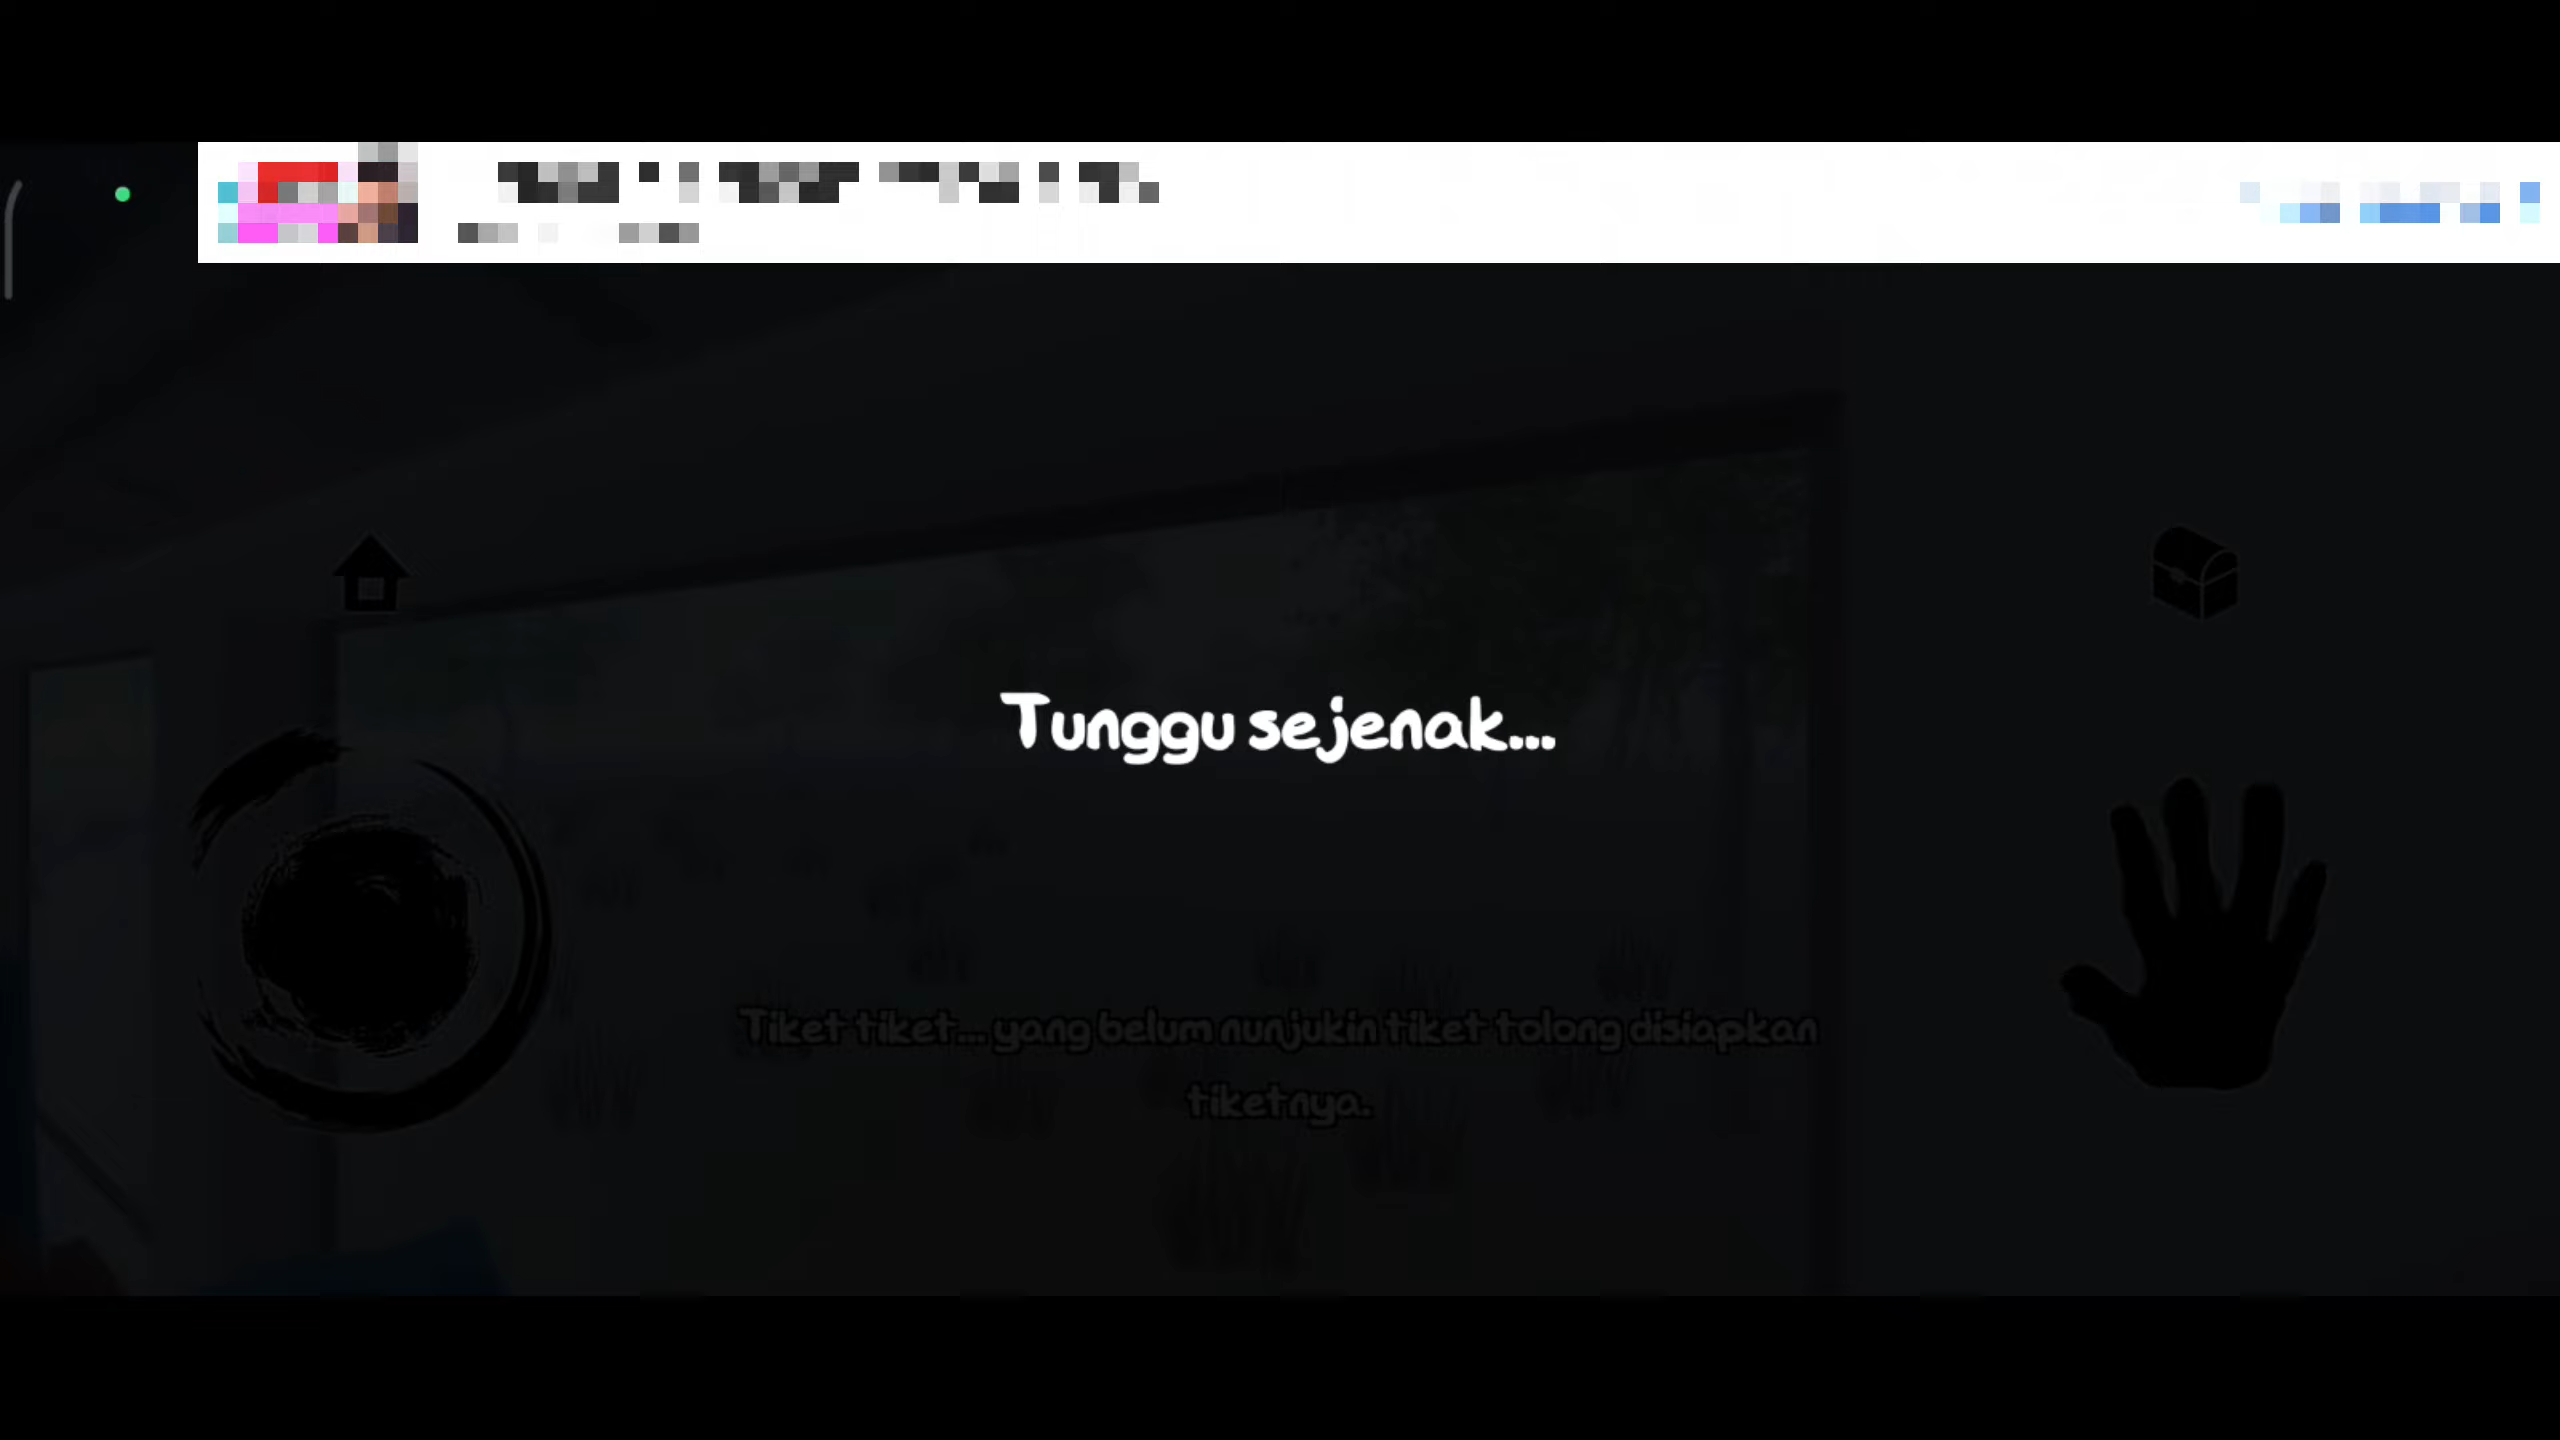 Tunggu sejenak...
Tiket tiket... yang belum nunjukin tiket tolong disiapkan
tiketnya.